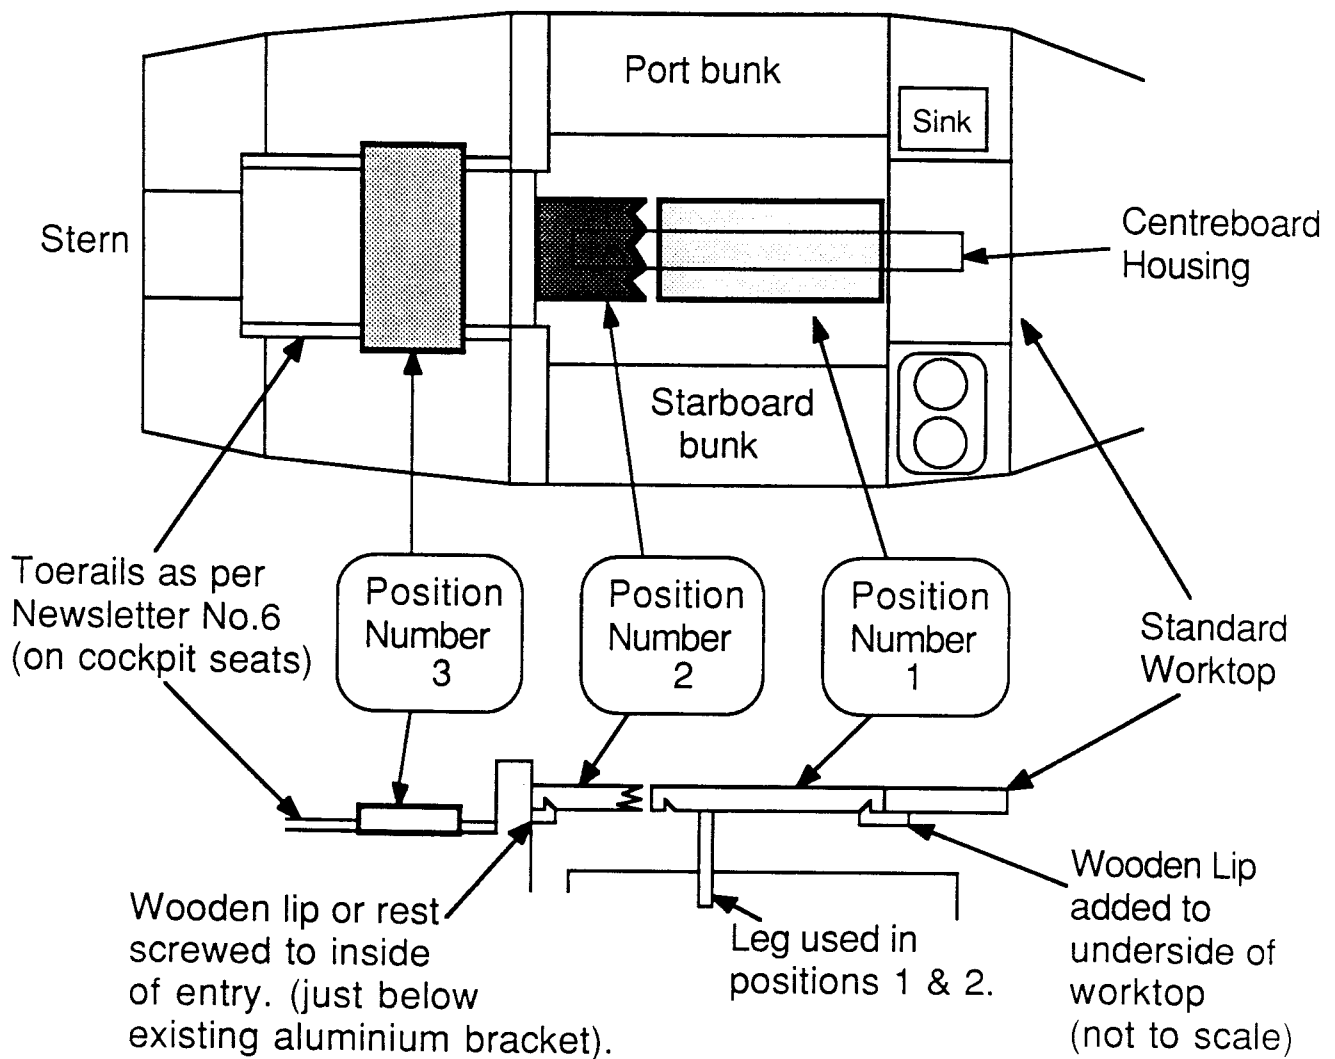 Port bunk
Sink
Stern
Centreboard
Housing
Starboard
bunk
Toerails as per
Newsletter No.6
(on cockpit seats)
Position
Number
3
Position
Number
2
Position
Number
1
Standard
Worktop
Wooden lip or rest
screwed to inside
of entry. (just below
existing aluminium bracket).
Leg used in
positions 1 & 2.
Wooden Lip
added to
underside of
worktop
(not to scale)